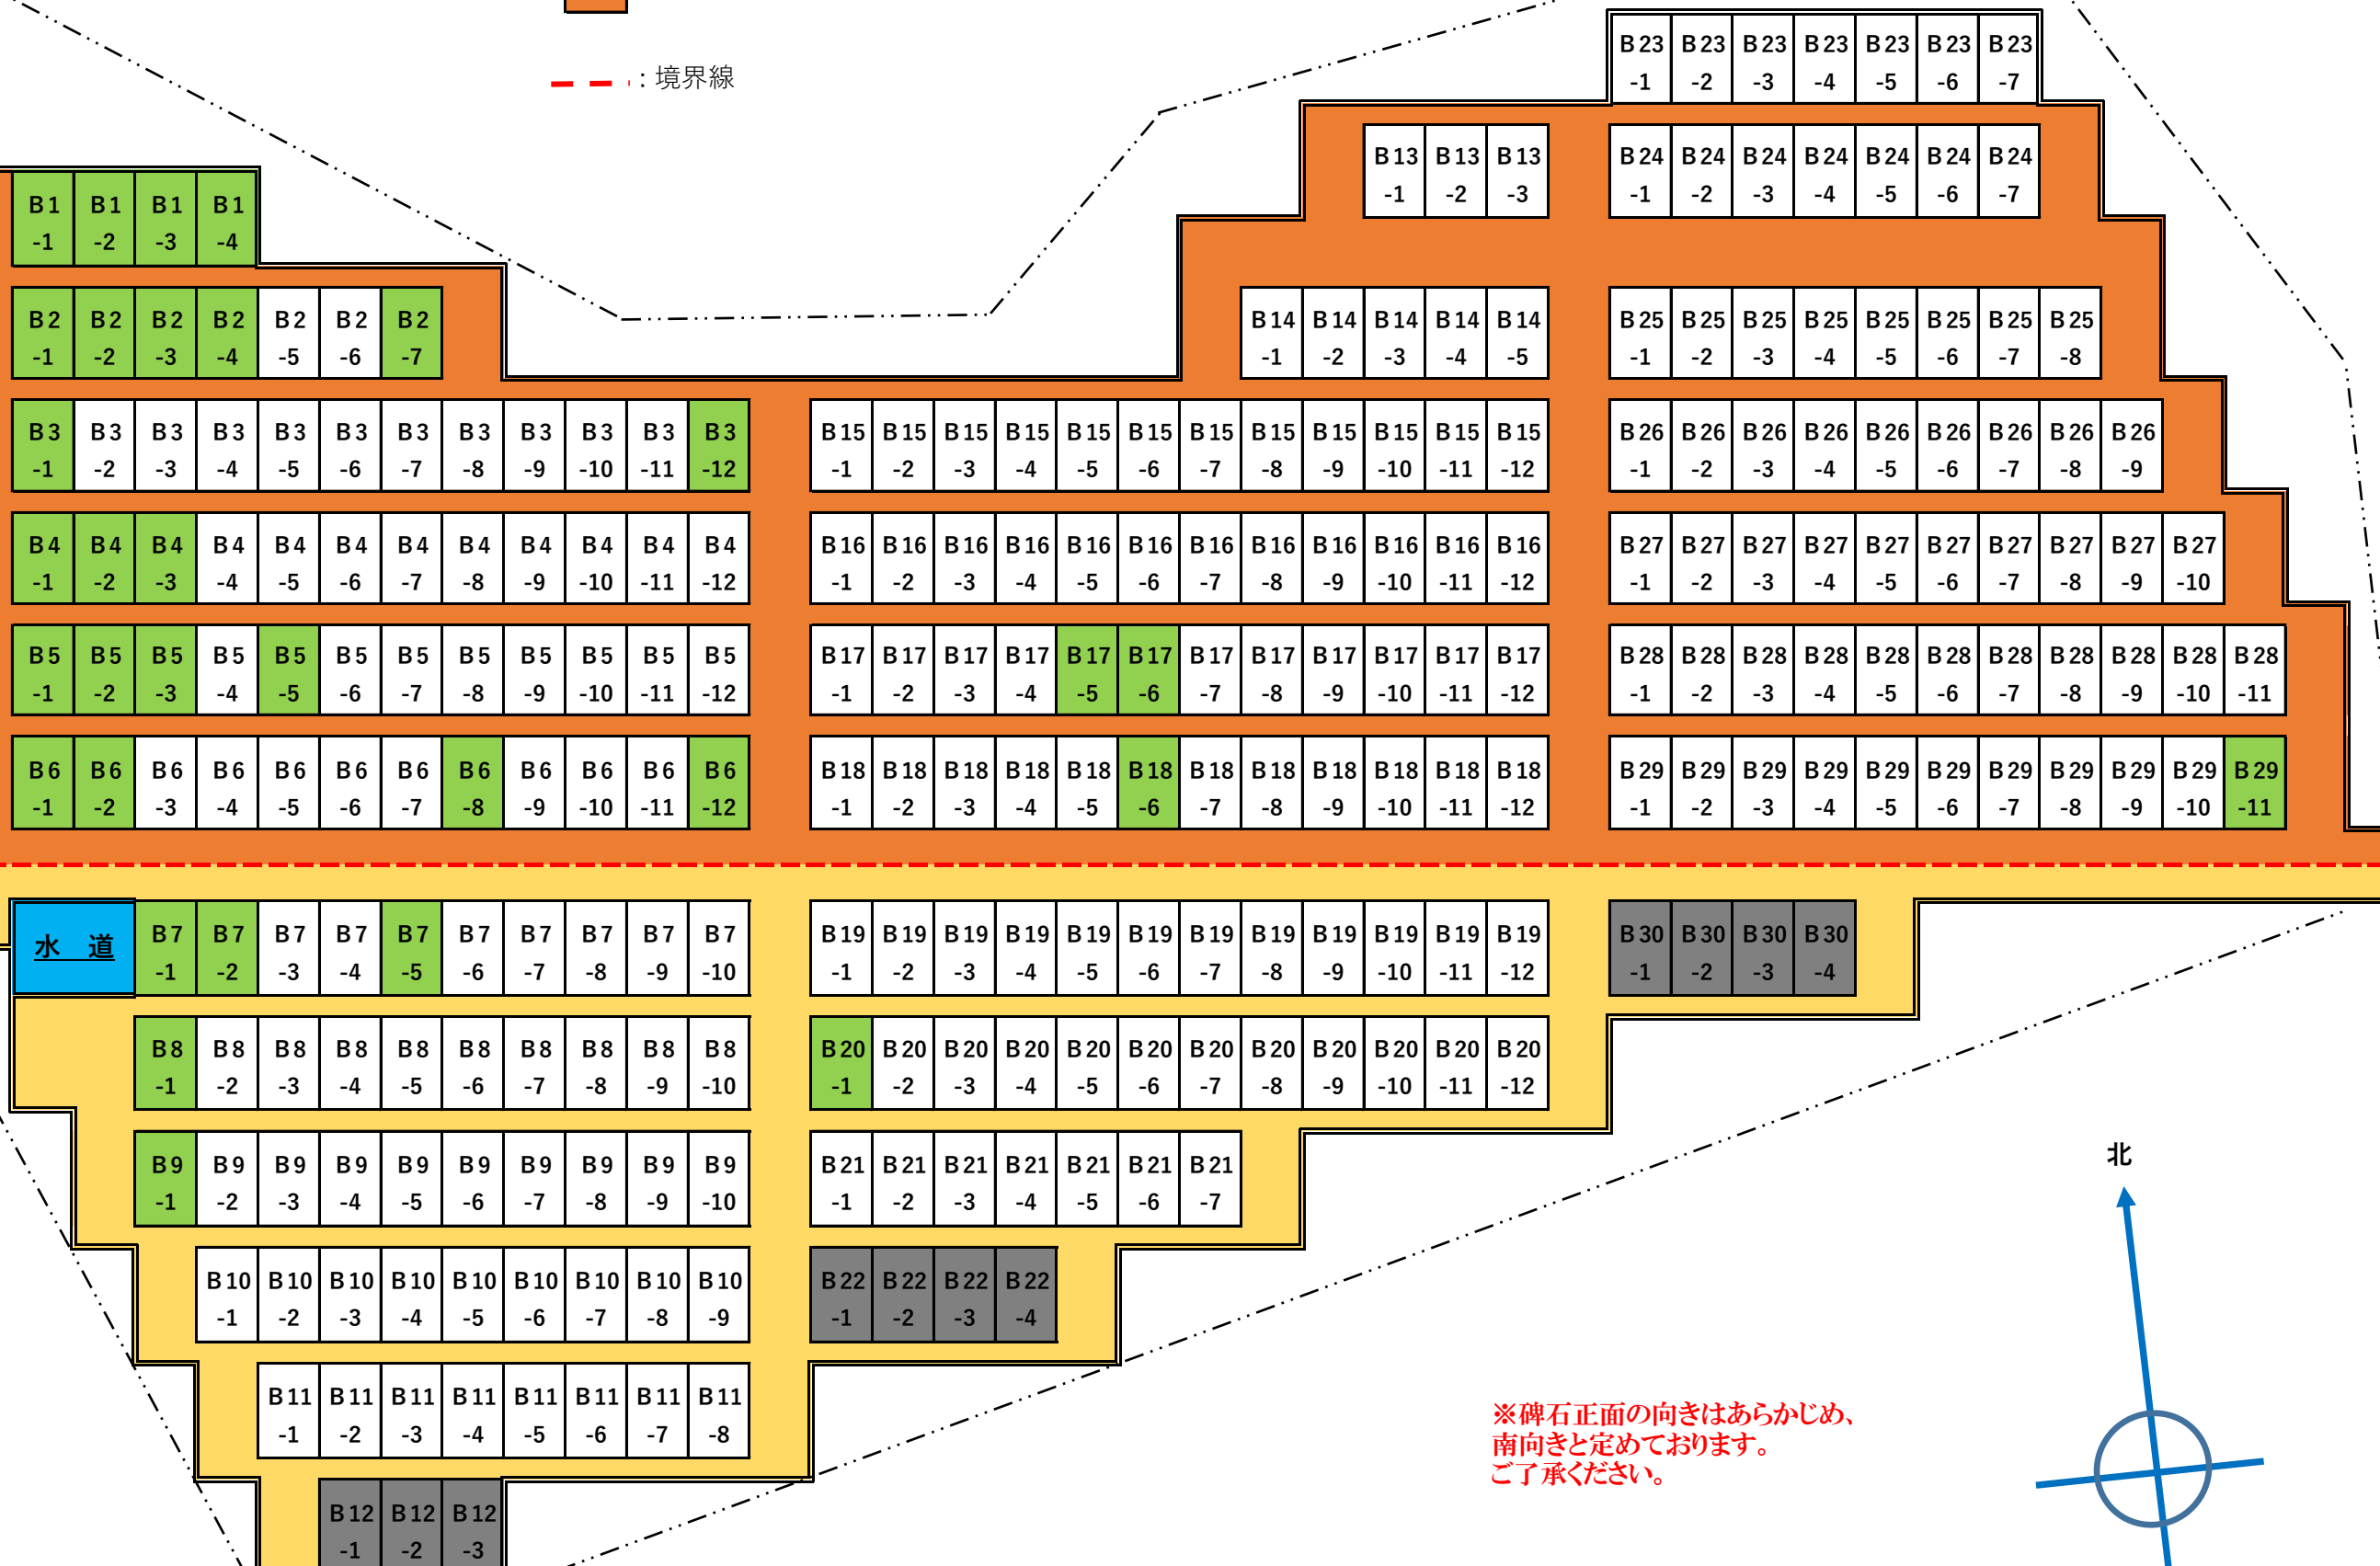 ：境界線
B23 B23 B23 B23 B23 B23 B23
-1 -2 -3 -4 -5 -6 -7
B13 B13 B13 B24 B24 B24 B24 B24 B24 B24
-1 -2 -3 -1 -2 -3 -4 -5 -6 -7
B1 B1 B1 B1
-1 -2 -3 -4
B2 B2 B2 B2 B2 B2 B2 B14 B14 B14 B14 B14 B25 B25 B25 B25 B25 B25 B25 B25
-1 -2 -3 -4 -5 -6 -7 -1 -2 -3 -4 -5 -1 -2 -3 -4 -5 -6 -7 -8
B3 B3 B3 B3 B3 B3 B3 B3 B3 B3 B3 B3 B15 B15 B15 B15 B15 B15 B15 B15 B15 B15 B15 B15 B26 B26 B26 B26 B26 B26 B26 B26 B26
-1 -2 -3 -4 -5 -6 -7 -8 -9 -10 -11 -12 -1 -2 -3 -4 -5 -6 -7 -8 -9 -10 -11 -12 -1 -2 -3 -4 -5 -6 -7 -8 -9
B4 B4 B4 B4 B4 B4 B4 B4 B4 B4 B4 B4 B16 B16 B16 B16 B16 B16 B16 B16 B16 B16 B16 B16 B27 B27 B27 B27 B27 B27 B27 B27 B27 B27
-1 -2 -3 -4 -5 -6 -7 -8 -9 -10 -11 -12 -1 -2 -3 -4 -5 -6 -7 -8 -9 -10 -11 -12 -1 -2 -3 -4 -5 -6 -7 -8 -9 -10
B5 B5 B5 B5 B5 B5 B5 B5 B5 B5 B5 B5 B17 B17 B17 B17 B17 B17 B17 B17 B17 B17 B17 B17 B28 B28 B28 B28 B28 B28 B28 B28 B28 B28 B28
-1 -2 -3 -4 -5 -6 -7 -8 -9 -10 -11 -12 -1 -2 -3 -4 -5 -6 -7 -8 -9 -10 -11 -12 -1 -2 -3 -4 -5 -6 -7 -8 -9 -10 -11
B6 B6 B6 B6 B6 B6 B6 B6 B6 B6 B6 B6 B18 B18 B18 B18 B18 B18 B18 B18 B18 B18 B18 B18 B29 B29 B29 B29 B29 B29 B29 B29 B29 B29 B29
-1 -2 -3 -4 -5 -6 -7 -8 -9 -10 -11 -12 -1 -2 -3 -4 -5 -6 -7 -8 -9 -10 -11 -12 -1 -2 -3 -4 -5 -6 -7 -8 -9 -10 -11
水　道
B7 B7 B7 B7 B7 B7 B7 B7 B7 B7 B19 B19 B19 B19 B19 B19 B19 B19 B19 B19 B19 B19 B30 B30 B30 B30
-1 -2 -3 -4 -5 -6 -7 -8 -9 -10 -1 -2 -3 -4 -5 -6 -7 -8 -9 -10 -11 -12 -1 -2 -3 -4
B8 B8 B8 B8 B8 B8 B8 B8 B8 B8 B20 B20 B20 B20 B20 B20 B20 B20 B20 B20 B20 B20
-1 -2 -3 -4 -5 -6 -7 -8 -9 -10 -1 -2 -3 -4 -5 -6 -7 -8 -9 -10 -11 -12
B9 B9 B9 B9 B9 B9 B9 B9 B9 B9 B21 B21 B21 B21 B21 B21 B21
-1 -2 -3 -4 -5 -6 -7 -8 -9 -10 -1 -2 -3 -4 -5 -6 -7
北
B10 B10 B10 B10 B10 B10 B10 B10 B10 B22 B22 B22 B22
-1 -2 -3 -4 -5 -6 -7 -8 -9 -1 -2 -3 -4
B11 B11 B11 B11 B11 B11 B11 B11
-1 -2 -3 -4 -5 -6 -7 -8
※碑石正面の向きはあらかじめ、
南向きと定めております。
ご了承ください。
B12 B12 B12
-1 -2 -3